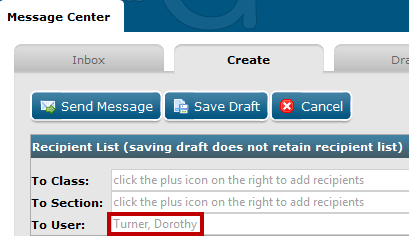 Message Center
Inbox
Create
Dra
Send Message
Save Draft
Cancel
Recipient List (saving draft does not retain recipient list)
To Class: click the plus icon on the right to add recipients
To Section: click the plus icon on the right to add recipients
To User: Turner, Dorothy